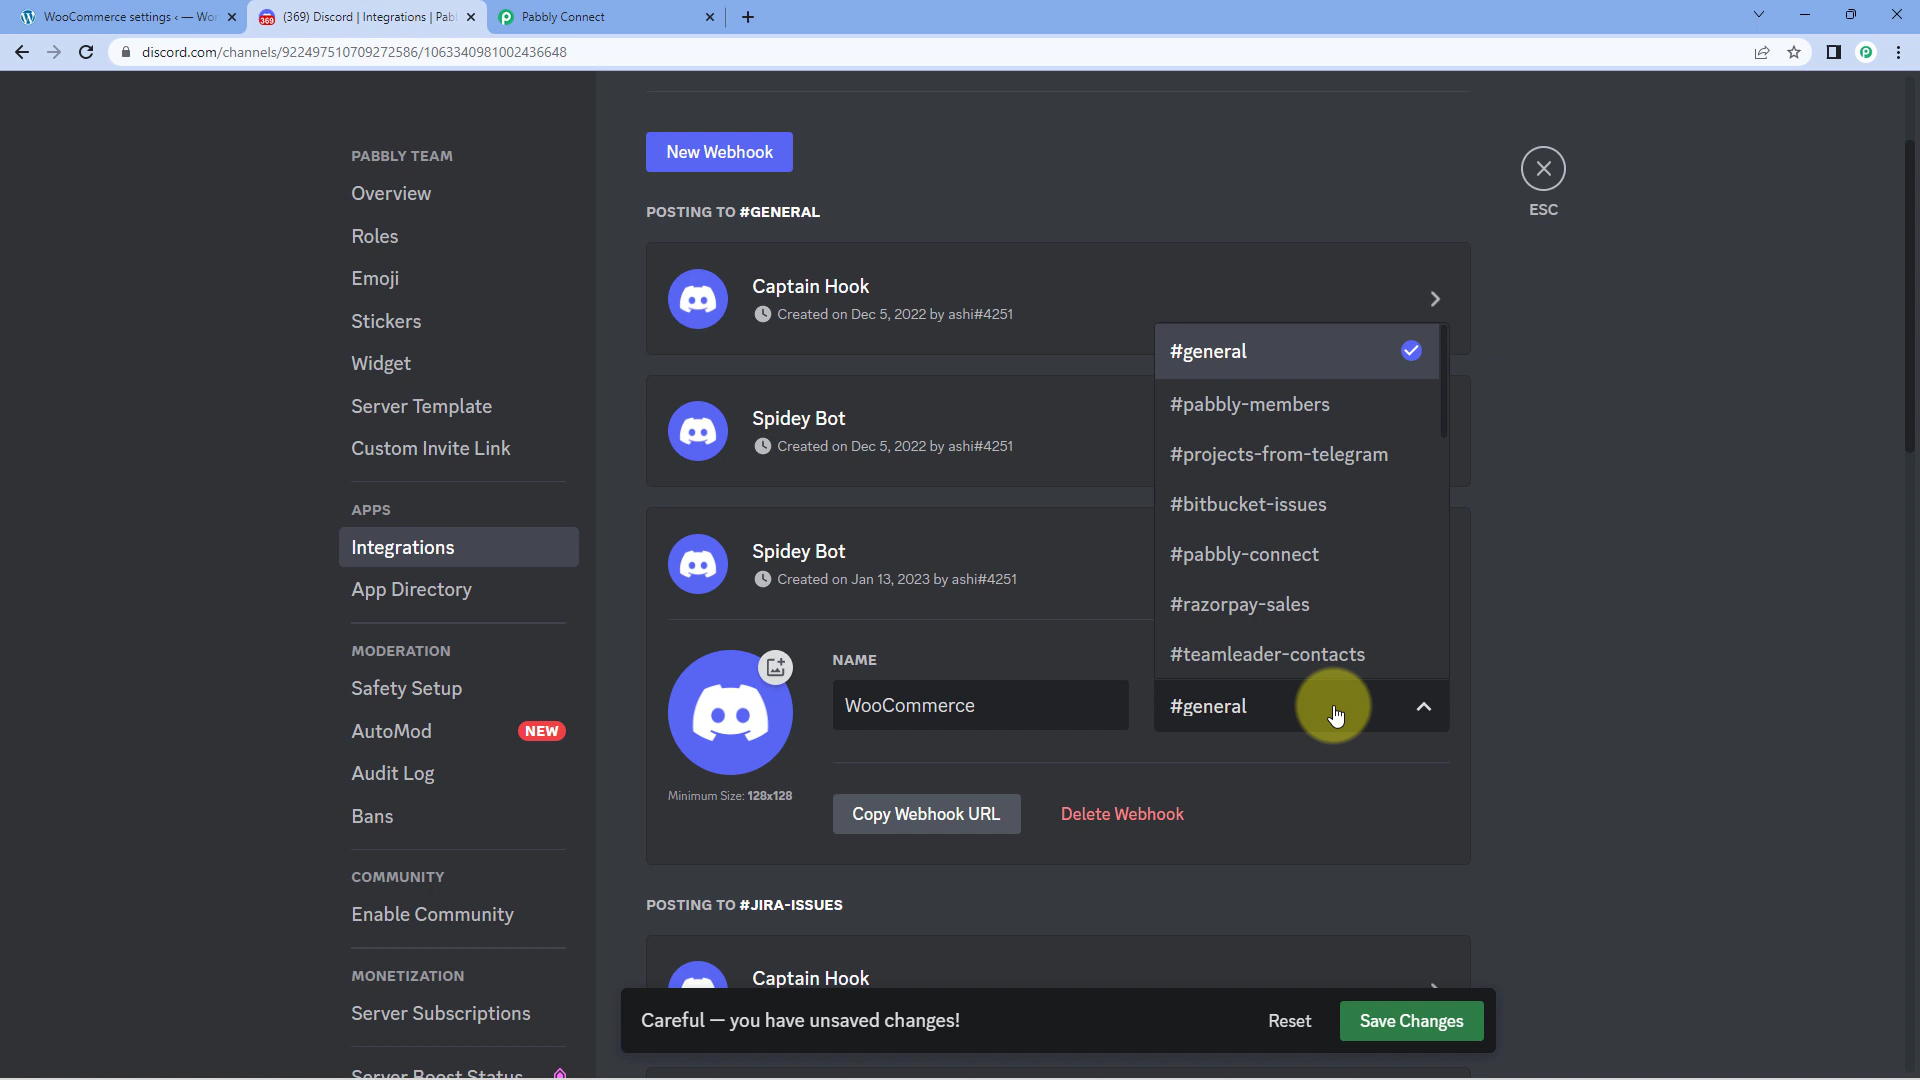 WooCommerce settings ‹ — Wor
(369) Discord | Integrations | Pabl
Pabbly Connect
discord.com/channels/922497510709272586/1063340981002436648
PABBLY TEAM
Overview
Roles
Emoji
Stickers
Widget
Server Template
Custom Invite Link
APPS
Integrations
App Directory
MODERATION
Safety Setup
AutoMod NEW
Audit Log
Bans
COMMUNITY
Enable Community
MONETIZATION
Server Subscriptions
Server Boost Status
New Webhook
ESC
POSTING TO #GENERAL
Captain Hook
Created on Dec 5, 2022 by ashi#4251
Spidey Bot
Created on Dec 5, 2022 by ashi#4251
Spidey Bot
Created on Jan 13, 2023 by ashi#4251
#general
#pabbly-members
#projects-from-telegram
#bitbucket-issues
#pabbly-connect
#razorpay-sales
#teamleader-contacts
NAME
WooCommerce
#general
Minimum Size: 128x128
Copy Webhook URL
Delete Webhook
POSTING TO #JIRA-ISSUES
Captain Hook
Careful — you have unsaved changes!
Reset
Save Changes